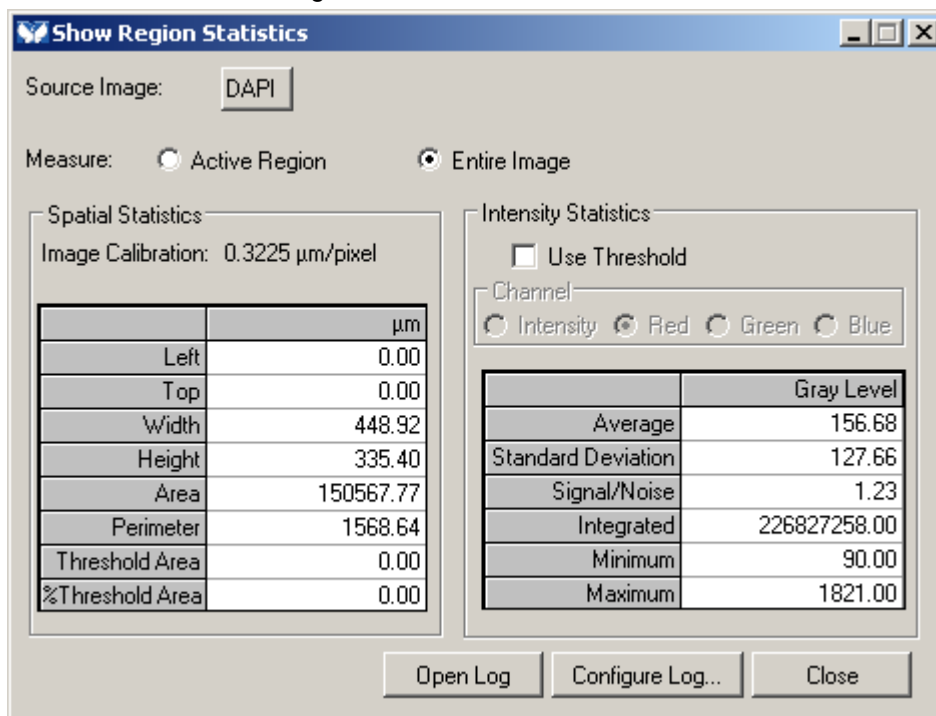 Show Region Statistics
Source Image: DAPI
Measure: Active Region Entire Image
Spatial Statistics
Image Calibration: 0.3225 µm/pixel
µm
Left 0.00
Top 0.00
Width 448.92
Height 335.40
Area 150567.77
Perimeter 1568.64
Threshold Area 0.00
%Threshold Area 0.00
Intensity Statistics
Use Threshold
Channel
Intensity Red Green Blue
Gray Level
Average 156.68
Standard Deviation 127.66
Signal/Noise 1.23
Integrated 226827258.00
Minimum 90.00
Maximum 1821.00
Open Log Configure Log... Close